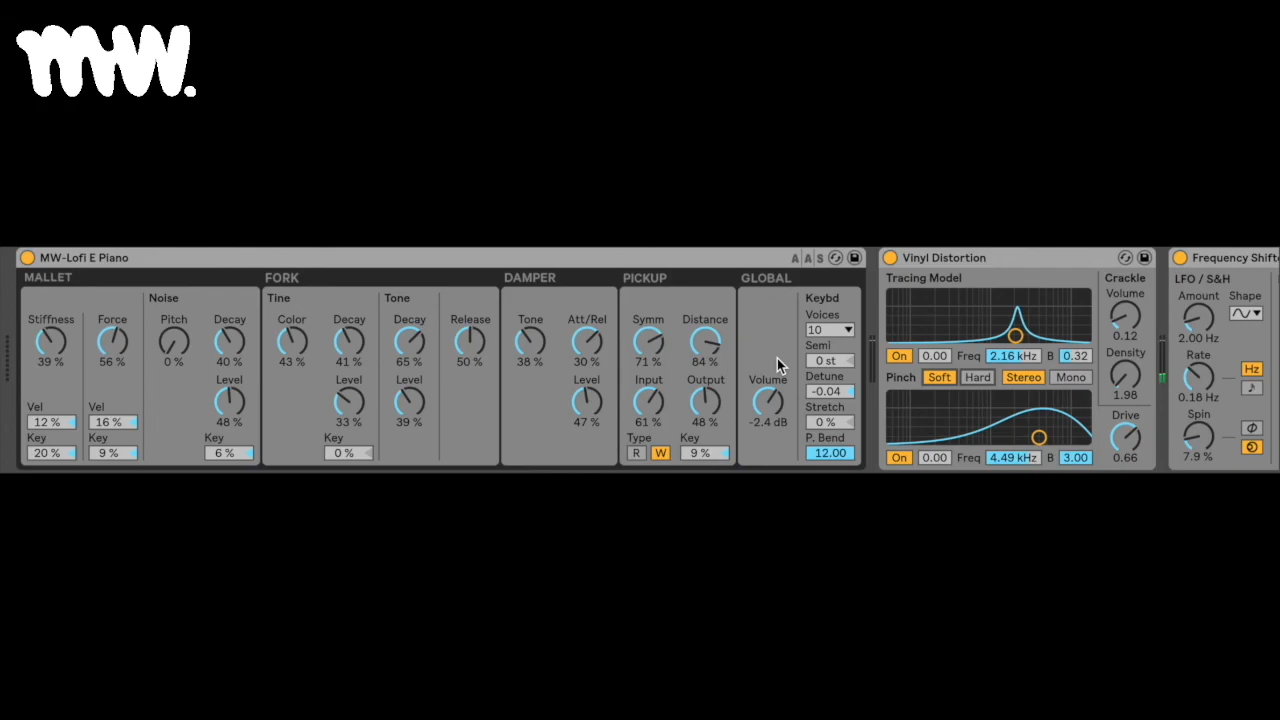 mw.
MW-Lofi E Piano
A A S
MALLET
Stiffness
39 %
Force
56 %
Vel
12 %
Vel
16 %
Key
20 %
Key
9 %
Noise
Pitch
0 %
Decay
40 %
Level
48 %
Key
6 %
FORK
Tine
Color
43 %
Decay
41 %
Level
33 %
Key
0 %
Tone
Decay
65 %
Level
39 %
Release
50 %
DAMPER
Tone
38 %
Att/Rel
30 %
Level
47 %
PICKUP
Symm
71 %
Distance
84 %
Input
61 %
Output
48 %
Type
R W
Key
9 %
GLOBAL
Volume
-2.4 dB
Keybd
Voices
10
Semi
0 st
Detune
-0.04
Stretch
0 %
P. Bend
12.00
Vinyl Distortion
Tracing Model
On 0.00 Freq 2.16 kHz B 0.32
Pinch Soft Hard Stereo Mono
On 0.00 Freq 4.49 kHz B 3.00
Crackle
Volume
0.12
Density
1.98
Drive
0.66
Frequency Shifte
LFO / S&H
Amount
2.00 Hz
Shape
Rate
0.18 Hz
Hz
Spin
7.9 %